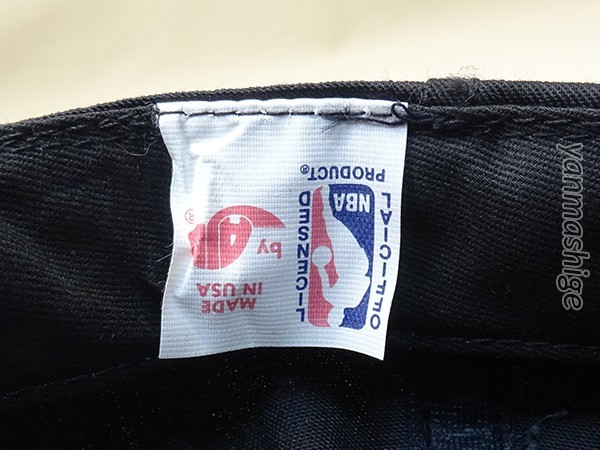 OFFICIAL
LICENSED
NBA
PRODUCT®
by
®
MADE
IN USA
yanmashige